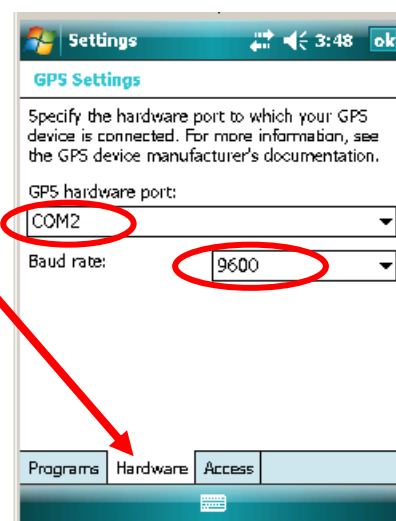 Settings 3:48 ok
GPS Settings
Specify the hardware port to which your GPS
device is connected. For more information, see
the GPS device manufacturer's documentation.
GPS hardware port:
COM2
Baud rate: 9600
Programs Hardware Access